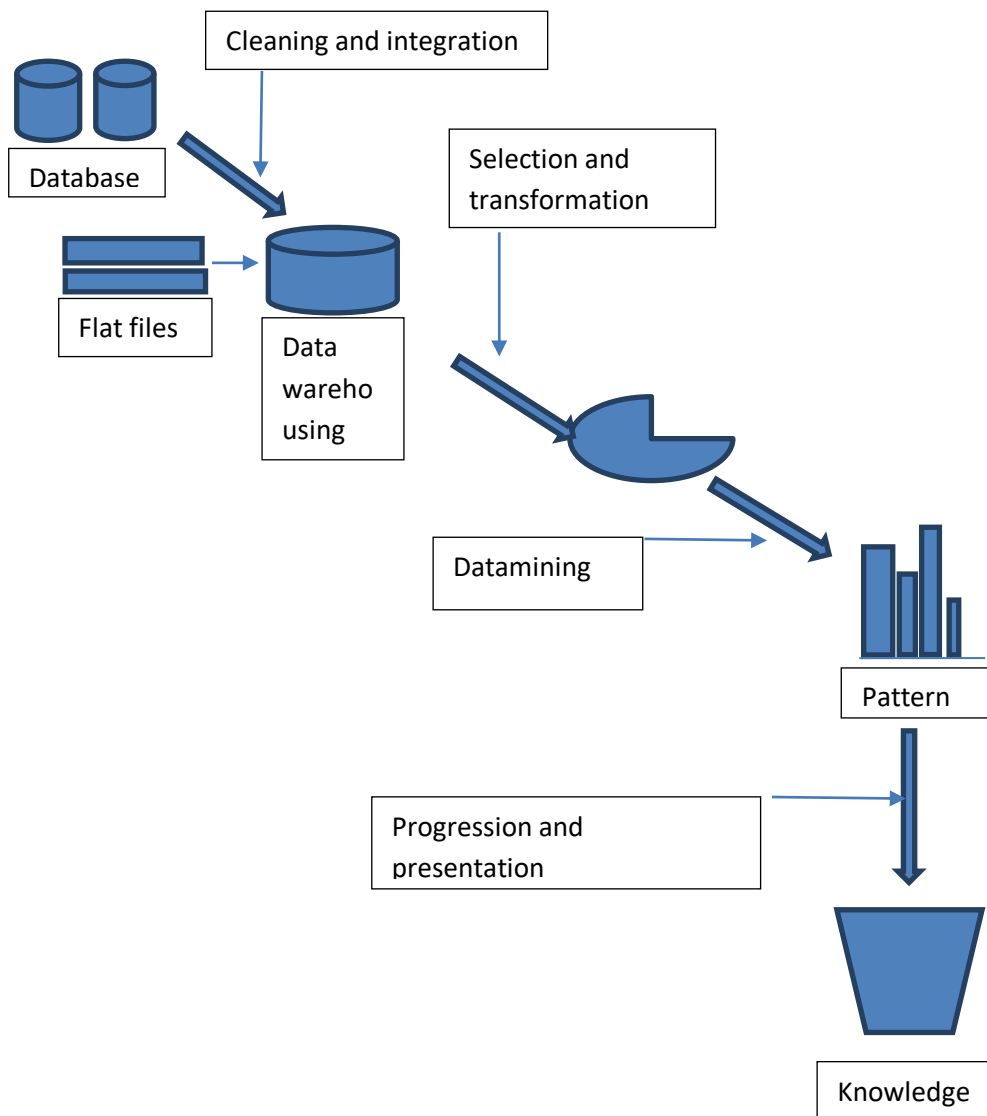 Cleaning and integration
Database
Selection and
transformation
Flat files
Data
wareho
using
Datamining
Pattern
Progression and
presentation
Knowledge